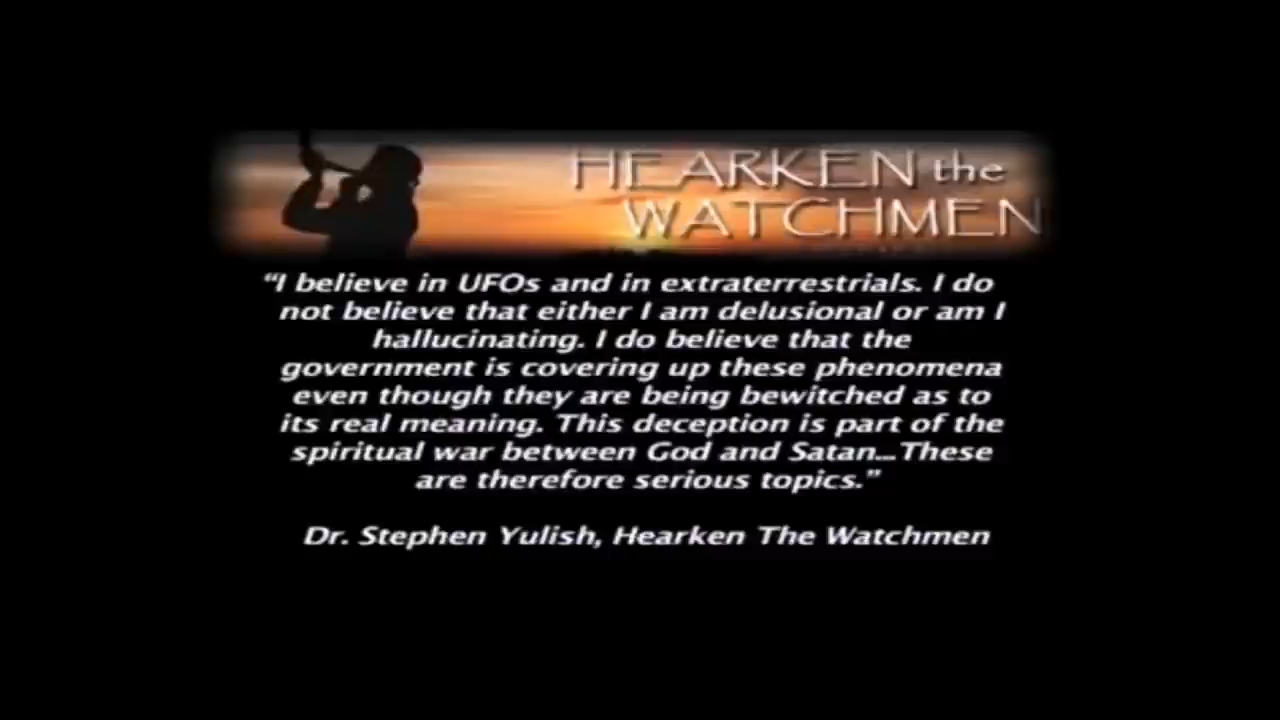 HEARKEN the
WATCHMEN
“I believe in UFOs and in extraterrestrials. I do
not believe that either I am delusional or am I
hallucinating. I do believe that the
government is covering up these phenomena
even though they are being bewitched as to
its real meaning. This deception is part of the
spiritual war between God and Satan...These
are therefore serious topics.”
Dr. Stephen Yulish, Hearken The Watchmen